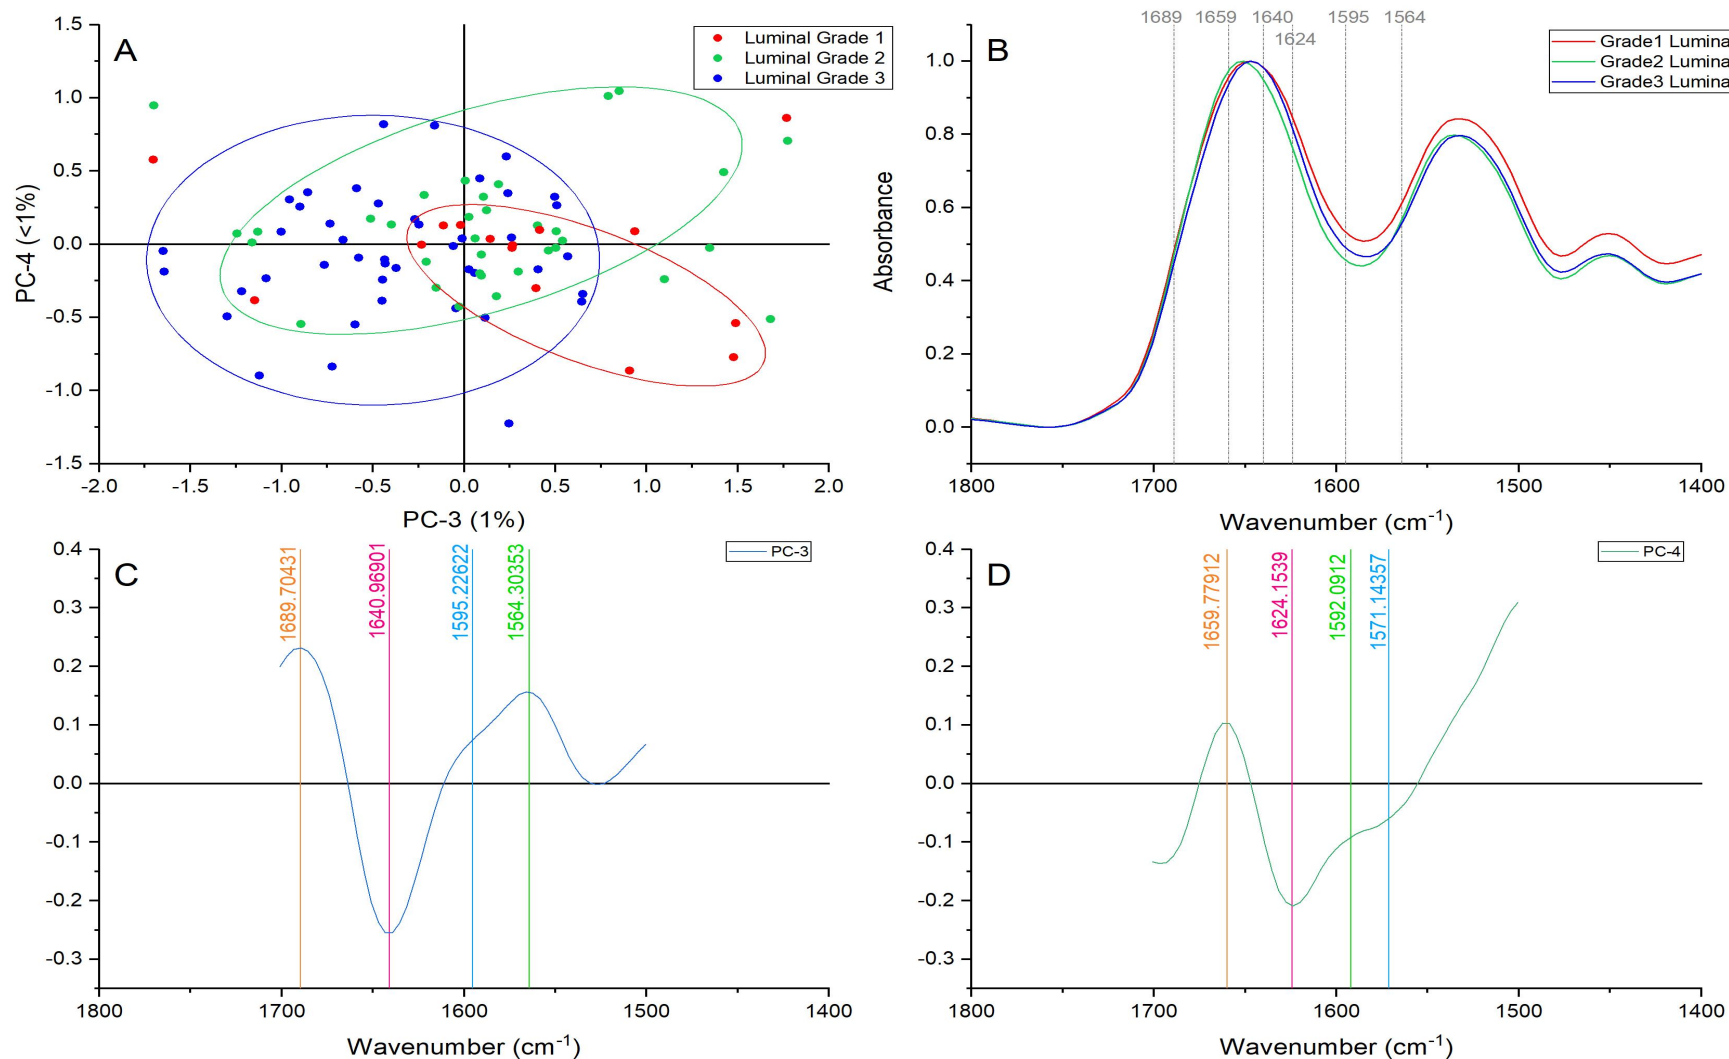 A
Luminal Grade 1
Luminal Grade 2
Luminal Grade 3
1.5
1.0
0.5
0.0
-0.5
-1.0
-1.5
PC-4 (<1%)
-2.0 -1.5 -1.0 -0.5 0.0 0.5 1.0 1.5 2.0
PC-3 (1%)
B
1689 1659 1640 1595 1564
1624
Grade1 Lumina
Grade2 Lumina
Grade3 Lumina
1.0
0.8
0.6
0.4
0.2
0.0
Absorbance
1800 1700 1600 1500 1400
Wavenumber (cm⁻¹)
C
PC-3
1689.70431
1640.96901
1595.22622
1564.30353
0.4
0.3
0.2
0.1
0.0
-0.1
-0.2
-0.3
1800 1700 1600 1500 1400
Wavenumber (cm⁻¹)
D
PC-4
1659.77912
1624.1539
1592.0912
1571.14357
0.4
0.3
0.2
0.1
0.0
-0.1
-0.2
-0.3
1800 1700 1600 1500 1400
Wavenumber (cm⁻¹)